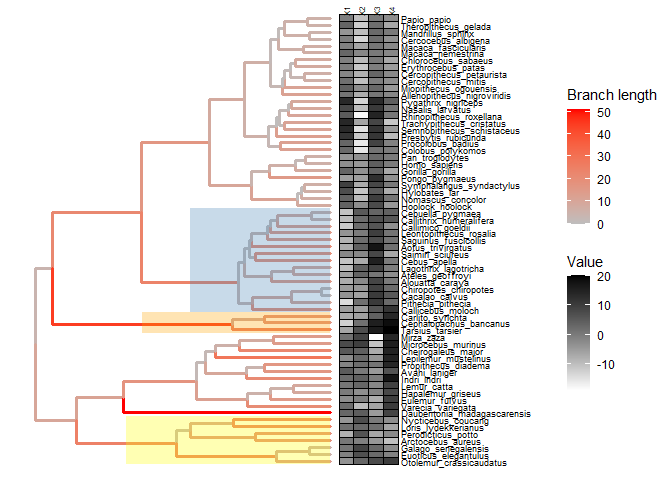 X1 X2 X3 X4
Papio_papio
Theropithecus_gelada
Mandrillus_sphinx
Cercocebus_albigena
Macaca_fascicularis
Macaca_nemestrina
Chlorocebus_sabaeus
Erythrocebus_patas
Cercopithecus_petaurista
Cercopithecus_mitis
Miopithecus_ogouensis
Allenopithecus_nigroviridis
Pygathrix_nigripes
Nasalis_larvatus
Rhinopithecus_roxellana
Trachypithecus_cristatus
Semnopithecus_schistaceus
Presbytis_rubicunda
Procolobus_badius
Colobus_polykomos
Pan_troglodytes
Homo_sapiens
Gorilla_gorilla
Pongo_pygmaeus
Symphalangus_syndactylus
Hylobates_lar
Nomascus_concolor
Hoolock_hoolock
Cebuella_pygmaea
Callithrix_humeralifera
Callimico_goeldii
Leontopithecus_rosalia
Saguinus_fuscicollis
Aotus_trivirgatus
Saimiri_sciureus
Cebus_apella
Lagothrix_lagotricha
Ateles_geoffroyi
Alouatta_caraya
Chiropotes_chiropotes
Cacajao_calvus
Pithecia_pithecia
Callicebus_moloch
Carlito_syrichta
Cephalopachus_bancanus
Tarsius_tarsier
Mirza_zaza
Microcebus_murinus
Cheirogaleus_major
Lepilemur_mustelinus
Propithecus_diadema
Avahi_laniger
Indri_indri
Lemur_catta
Hapalemur_griseus
Eulemur_fulvus
Varecia_variegata
Daubentonia_madagascarensis
Nycticebus_coucang
Loris_lydekkerianus
Perodicticus_potto
Arctocebus_aureus
Galago_senegalensis
Euoticus_elegantulus
Otolemur_crassicaudatus
Branch length
50
40
30
20
10
0
Value
20
10
0
-10